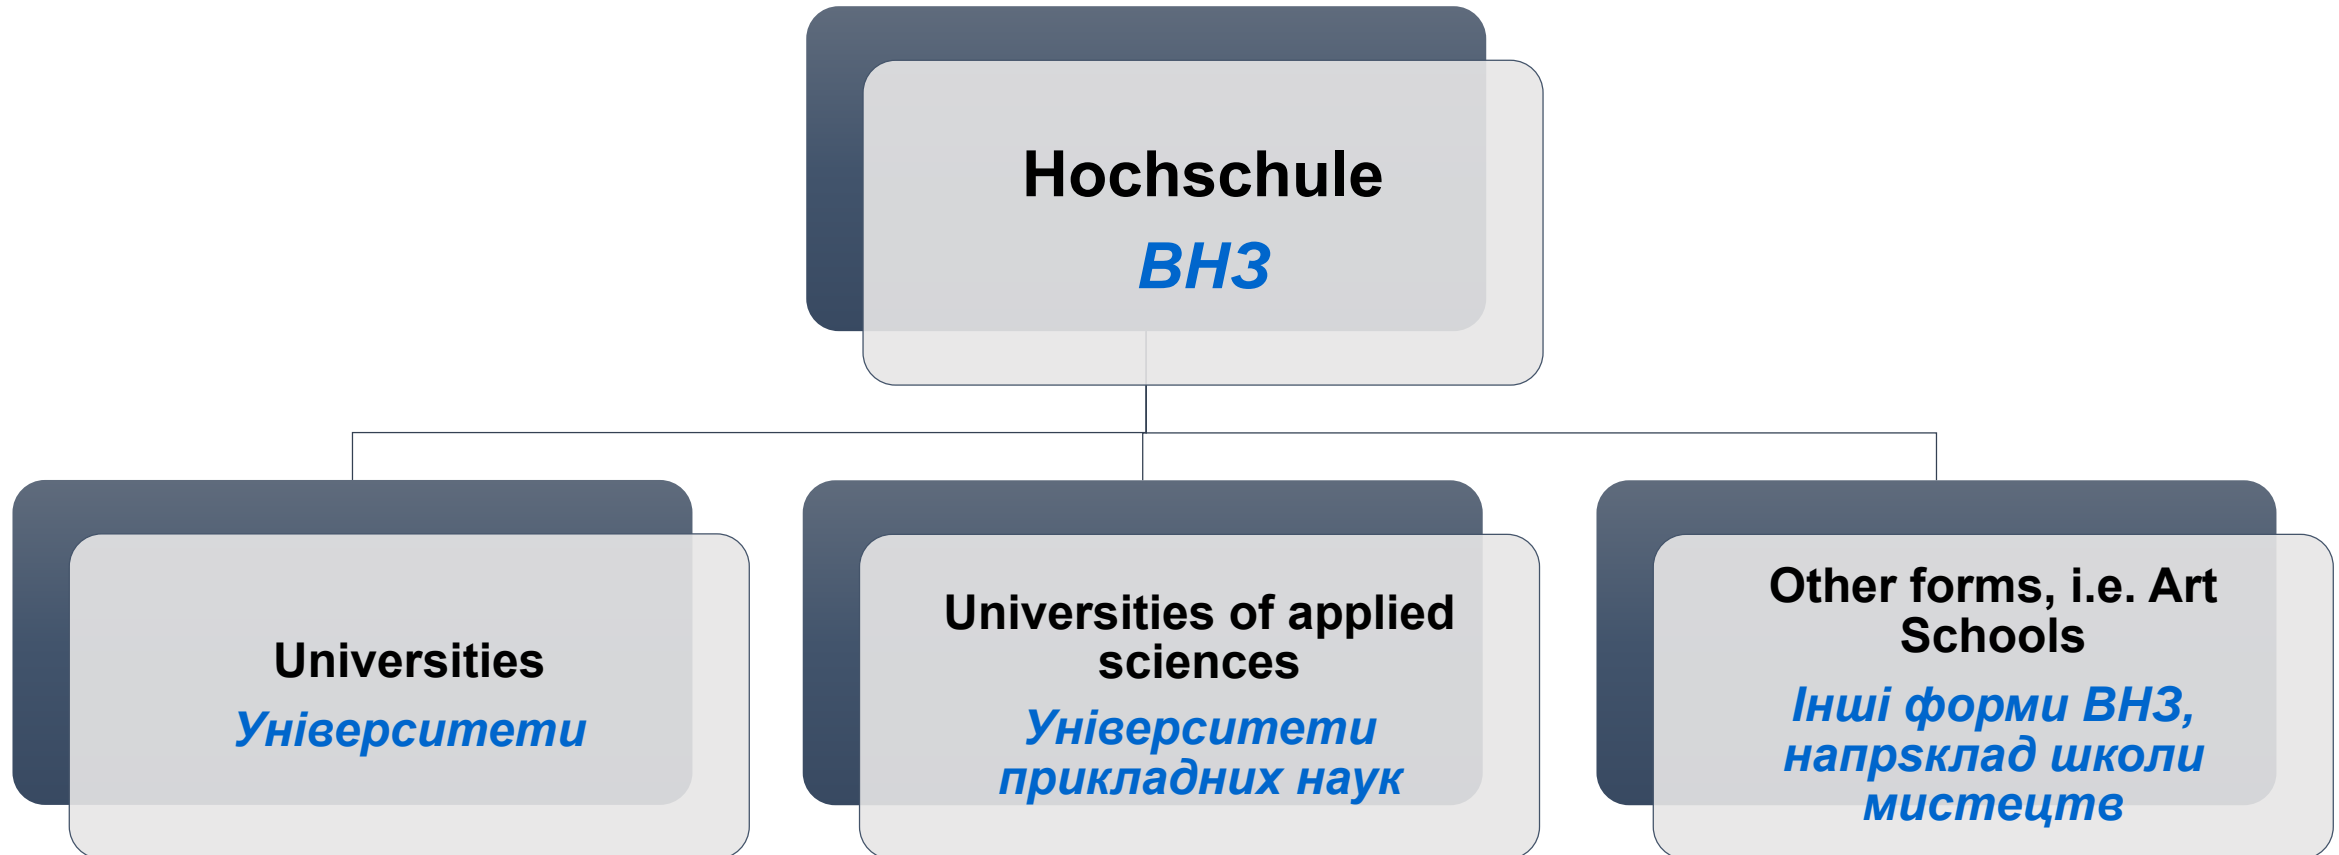 Hochschule
ВНЗ
Universities
Університети
Universities of applied
sciences
Університети
прикладних наук
Other forms, i.e. Art
Schools
Інші форми ВНЗ,
напрsклад школи
мистецтв